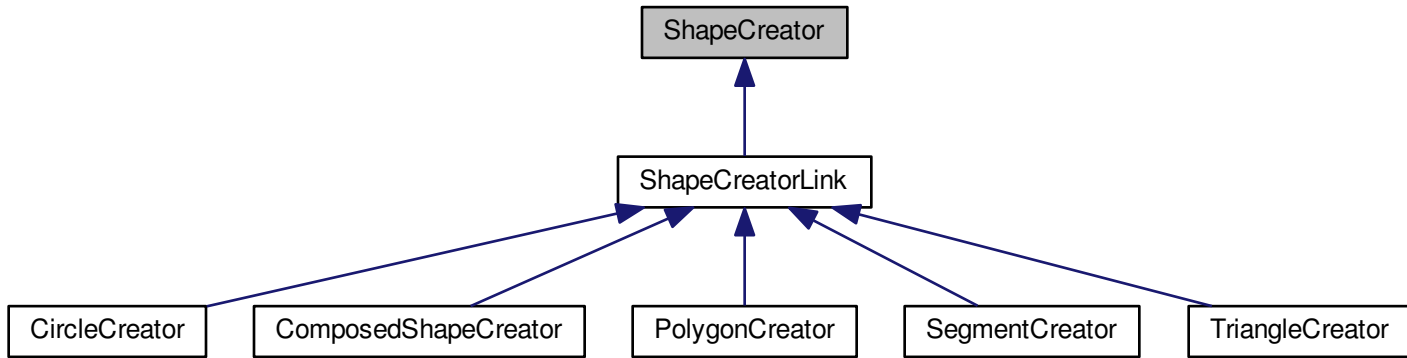 ShapeCreator
ShapeCreatorLink
CircleCreator
ComposedShapeCreator
PolygonCreator
SegmentCreator
TriangleCreator